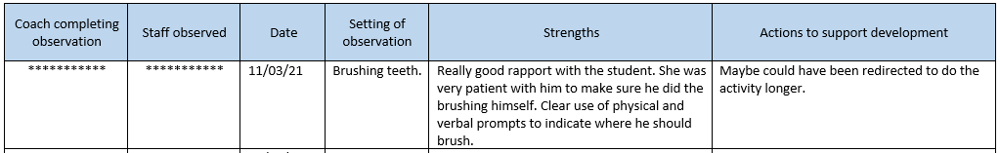 Coach completing
observation
Staff observed
Date
Setting of
observation
Strengths
Actions to support development
***********
***********
11/03/21
Brushing teeth.
Really good rapport with the student. She was
very patient with him to make sure he did the
brushing himself. Clear use of physical and
verbal prompts to indicate where he should
brush.
Maybe could have been redirected to do the
activity longer.